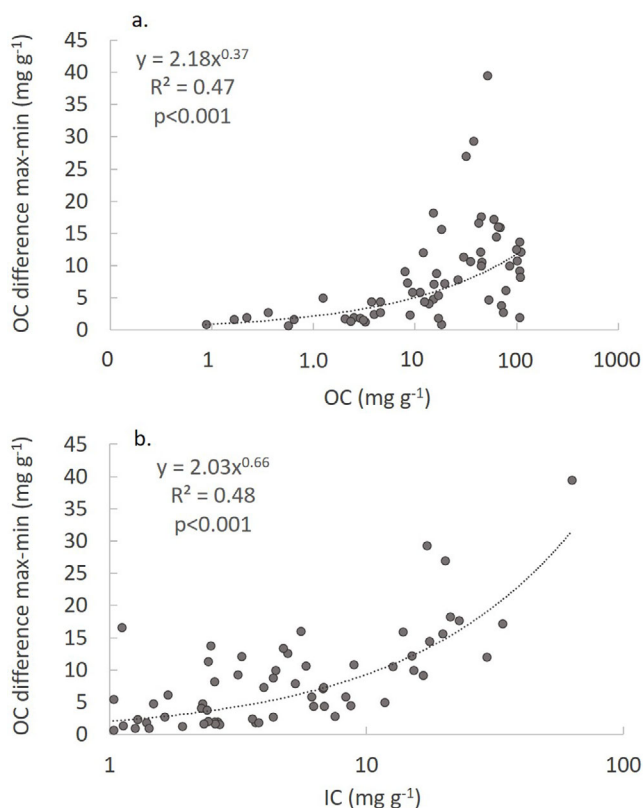 a.
y = 2.18x^0.37
R² = 0.47
p<0.001
OC difference max-min (mg g⁻¹)
45
40
35
30
25
20
15
10
5
0
0 1 1.0 10 100 1000
OC (mg g⁻¹)
b.
y = 2.03x^0.66
R² = 0.48
p<0.001
OC difference max-min (mg g⁻¹)
45
40
35
30
25
20
15
10
5
0
1 10 100
IC (mg g⁻¹)